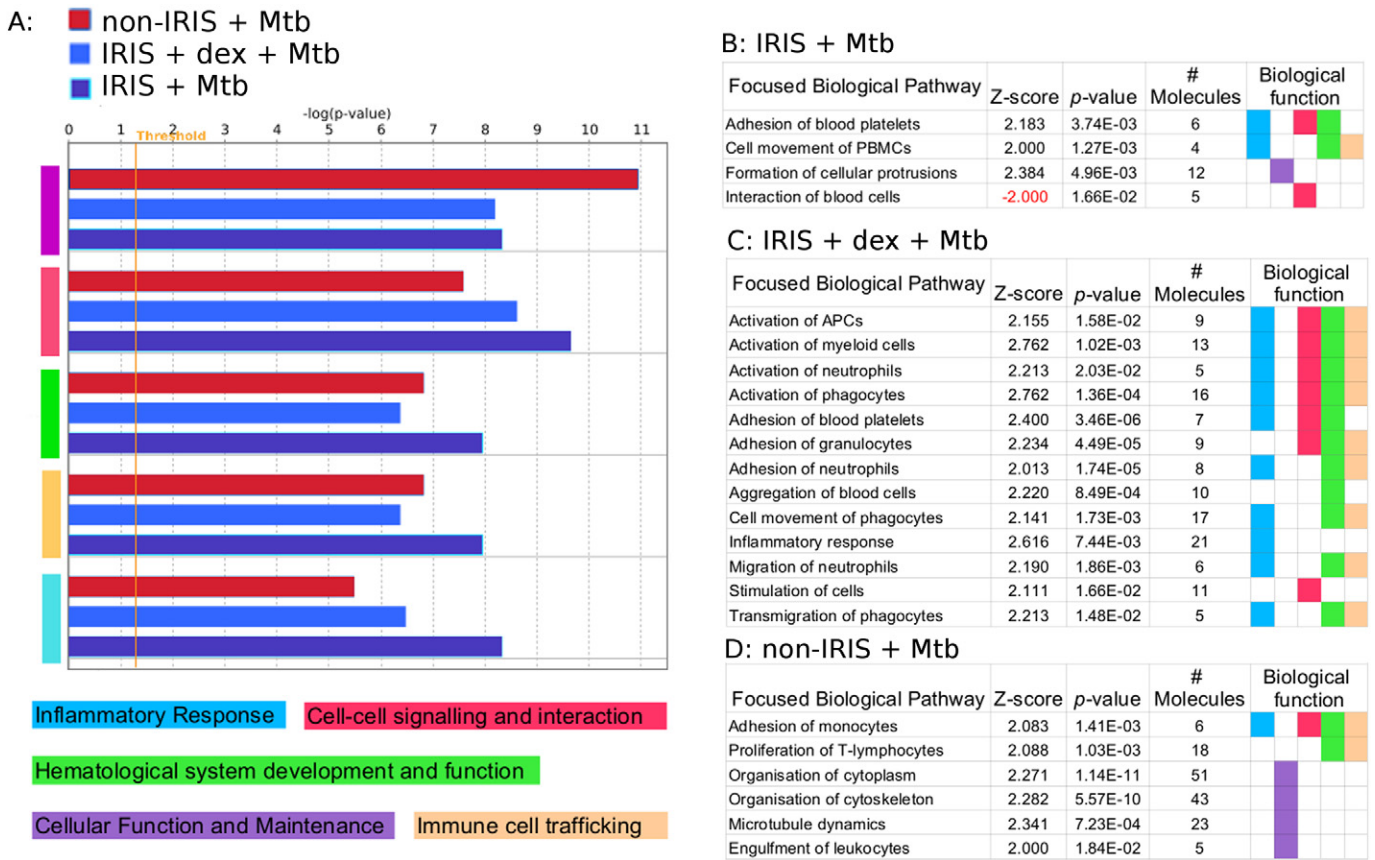 A:
non-IRIS + Mtb
IRIS + dex + Mtb
IRIS + Mtb
-log(p-value)
0 1 2 3 4 5 6 7 8 9 10 11
Threshold
Inflammatory Response
Cell-cell signalling and interaction
Hematological system development and function
Cellular Function and Maintenance
Immune cell trafficking
B: IRIS + Mtb
Focused Biological Pathway Z-score p-value # Molecules Biological function
Adhesion of blood platelets 2.183 3.74E-03 6
Cell movement of PBMCs 2.000 1.27E-03 4
Formation of cellular protrusions 2.384 4.96E-03 12
Interaction of blood cells -2.000 1.66E-02 5
C: IRIS + dex + Mtb
Focused Biological Pathway Z-score p-value # Molecules Biological function
Activation of APCs 2.155 1.58E-02 9
Activation of myeloid cells 2.762 1.02E-03 13
Activation of neutrophils 2.213 2.03E-02 5
Activation of phagocytes 2.762 1.36E-04 16
Adhesion of blood platelets 2.400 3.46E-06 7
Adhesion of granulocytes 2.234 4.49E-05 9
Adhesion of neutrophils 2.013 1.74E-05 8
Aggregation of blood cells 2.220 8.49E-04 10
Cell movement of phagocytes 2.141 1.73E-03 17
Inflammatory response 2.616 7.44E-03 21
Migration of neutrophils 2.190 1.86E-03 6
Stimulation of cells 2.111 1.66E-02 11
Transmigration of phagocytes 2.213 1.48E-02 5
D: non-IRIS + Mtb
Focused Biological Pathway Z-score p-value # Molecules Biological function
Adhesion of monocytes 2.083 1.41E-03 6
Proliferation of T-lymphocytes 2.088 1.03E-03 18
Organisation of cytoplasm 2.271 1.14E-11 51
Organisation of cytoskeleton 2.282 5.57E-10 43
Microtubule dynamics 2.341 7.23E-04 23
Engulfment of leukocytes 2.000 1.84E-02 5